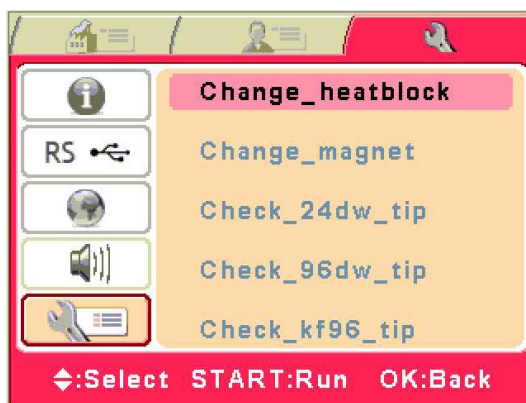 Change_heatblock
RS
Change_magnet
Check_24dw_tip
Check_96dw_tip
Check_kf96_tip
:Select START:Run OK:Back